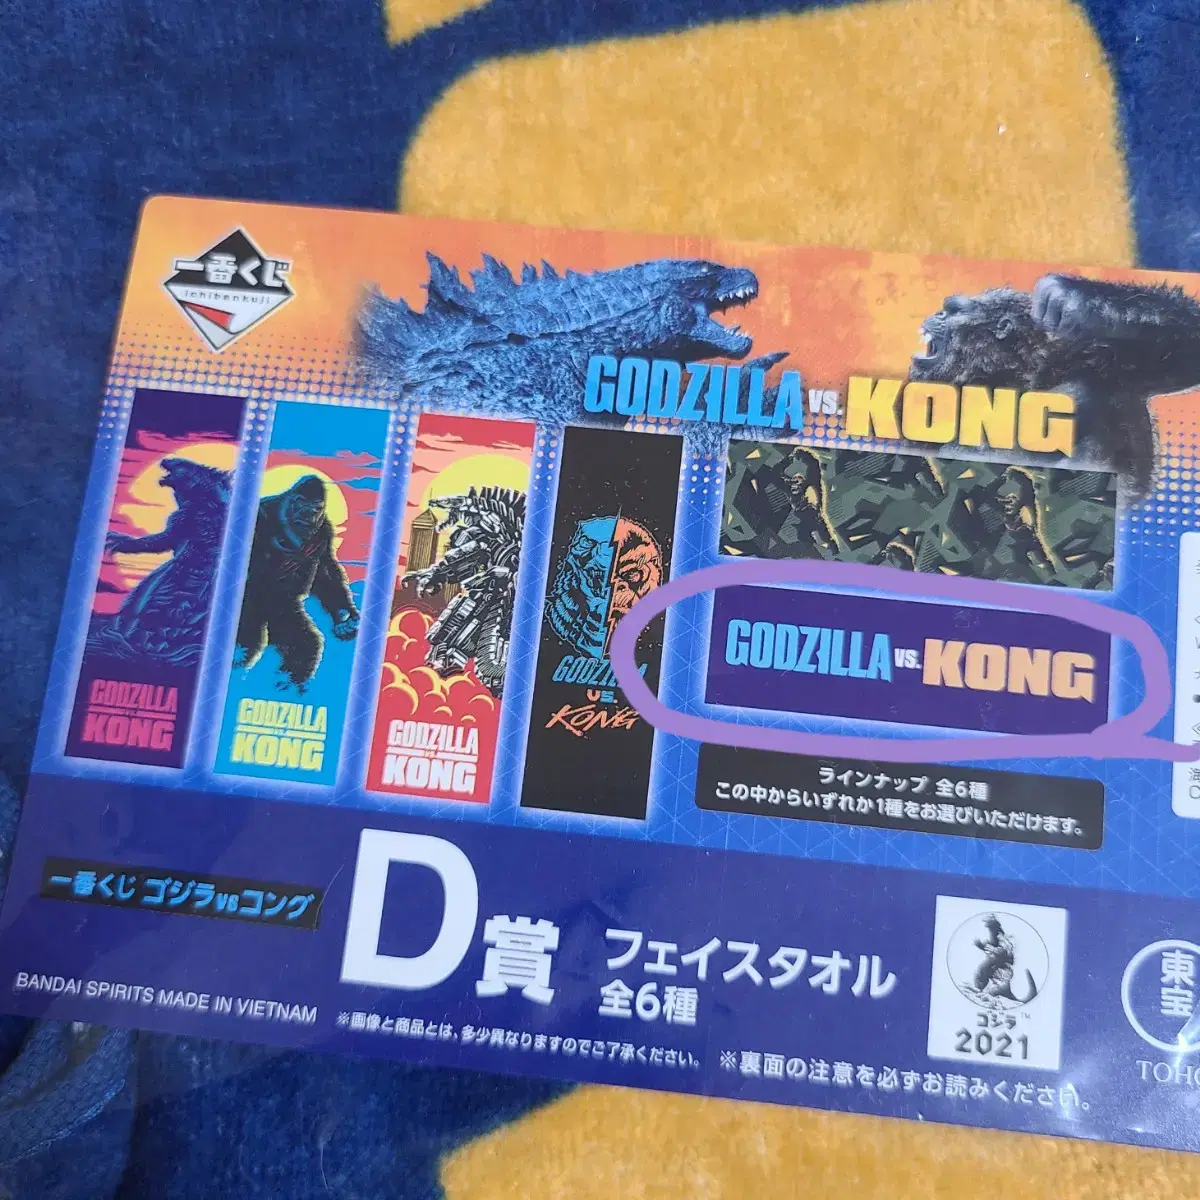 一番くじ
ichibankuji
GODZILLA vs. KONG
GODZILLA
vs.
KONG
GODZILLA
vs.
KONG
GODZILLA
vs.
KONG
GODZILLA
VS.
KONG
GODZILLA vs. KONG
ラインナップ 全6種
この中からいずれか1種をお選びいただけます。
一番くじ ゴジラvsコング
D賞
フェイスタオル
全6種
BANDAI SPIRITS MADE IN VIETNAM
※画像と商品とは、多少異なりますのでご了承ください。
※裏面の注意を必ずお読みください。
ゴジラ
TM
2021
東宝
TOHO